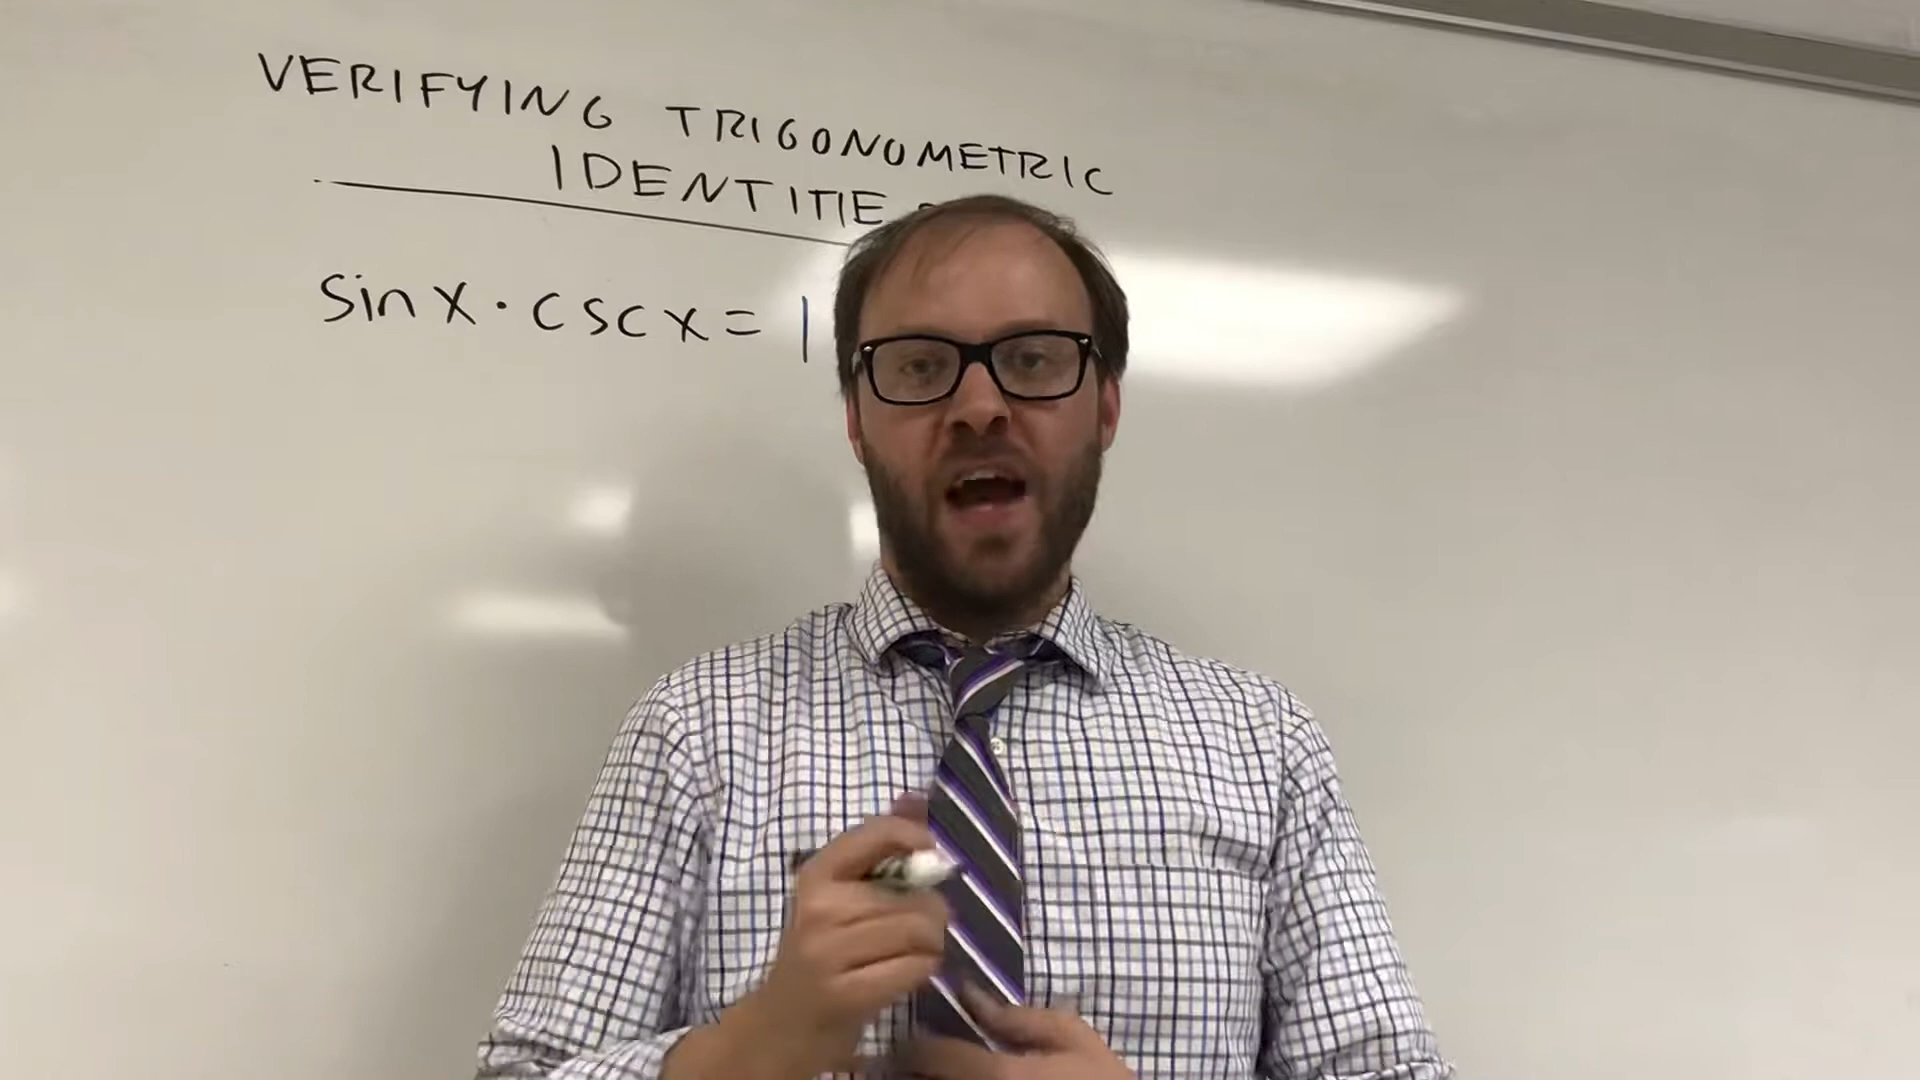 VERIFYING TRIGONOMETRIC
IDENTITIE
sin x · csc x = 1